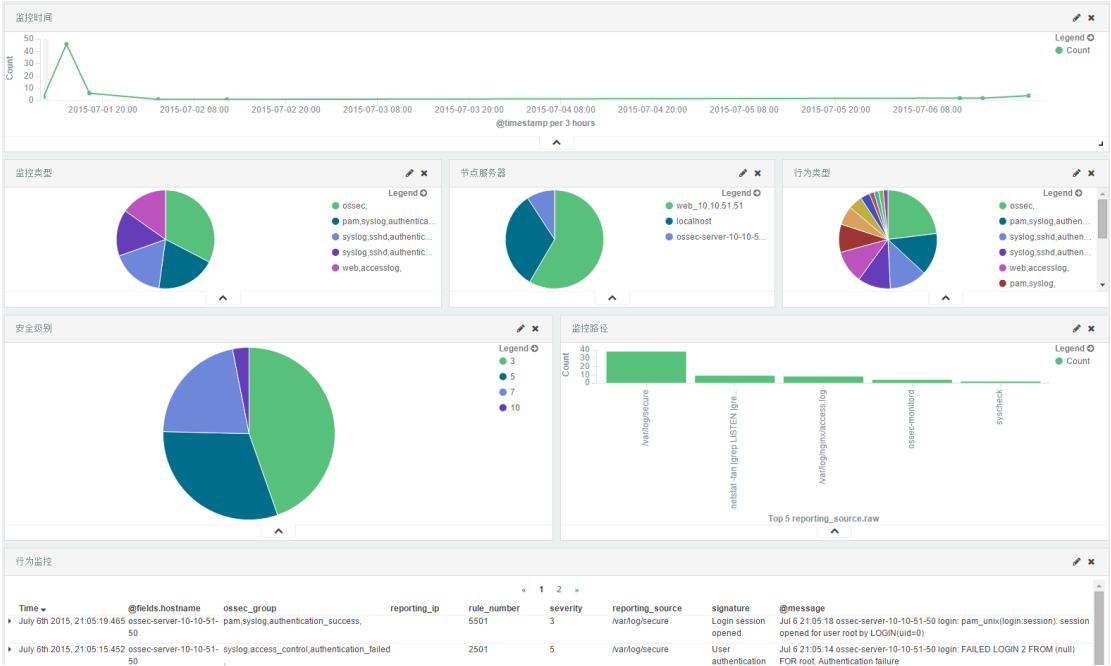 监控时间
Legend
Count
50
40
30
20
10
0
Count
2015-07-01 20:00
2015-07-02 08:00
2015-07-02 20:00
2015-07-03 08:00
2015-07-03 20:00
2015-07-04 08:00
2015-07-04 20:00
2015-07-05 08:00
2015-07-05 20:00
2015-07-06 08:00
@timestamp per 3 hours
监控类型
Legend
ossec,
pam,syslog,authentica...
syslog,sshd,authentic...
syslog,sshd,authentic...
web,accesslog,
节点服务器
Legend
web_10.10.51.51
localhost
ossec-server-10-10-5...
行为类型
Legend
ossec,
pam,syslog,authen...
syslog,sshd,authen...
syslog,sshd,authen...
web,accesslog,
pam,syslog,
安全级别
Legend
3
5
7
10
监控路径
Legend
Count
40
30
20
10
0
Count
/var/log/secure
netstat -tan |grep LISTEN |gre...
/var/log/nginx/access.log
ossec-monitord
syscheck
Top 5 reporting_source.raw
行为监控
« 1 2 »
Time @fields.hostname ossec_group reporting_ip rule_number severity reporting_source signature @message
July 6th 2015, 21:05:19.465 ossec-server-10-10-51- pam,syslog,authentication_success, 5501 3 /var/log/secure Login session Jul 6 21:05:18 ossec-server-10-10-51-50 login: pam_unix(login:session): session
50 opened. opened for user root by LOGIN(uid=0)
July 6th 2015, 21:05:15.452 ossec-server-10-10-51- syslog,access_control,authentication_failed 2501 5 /var/log/secure User Jul 6 21:05:14 ossec-server-10-10-51-50 login: FAILED LOGIN 2 FROM (null)
50 , authentication FOR root, Authentication failure